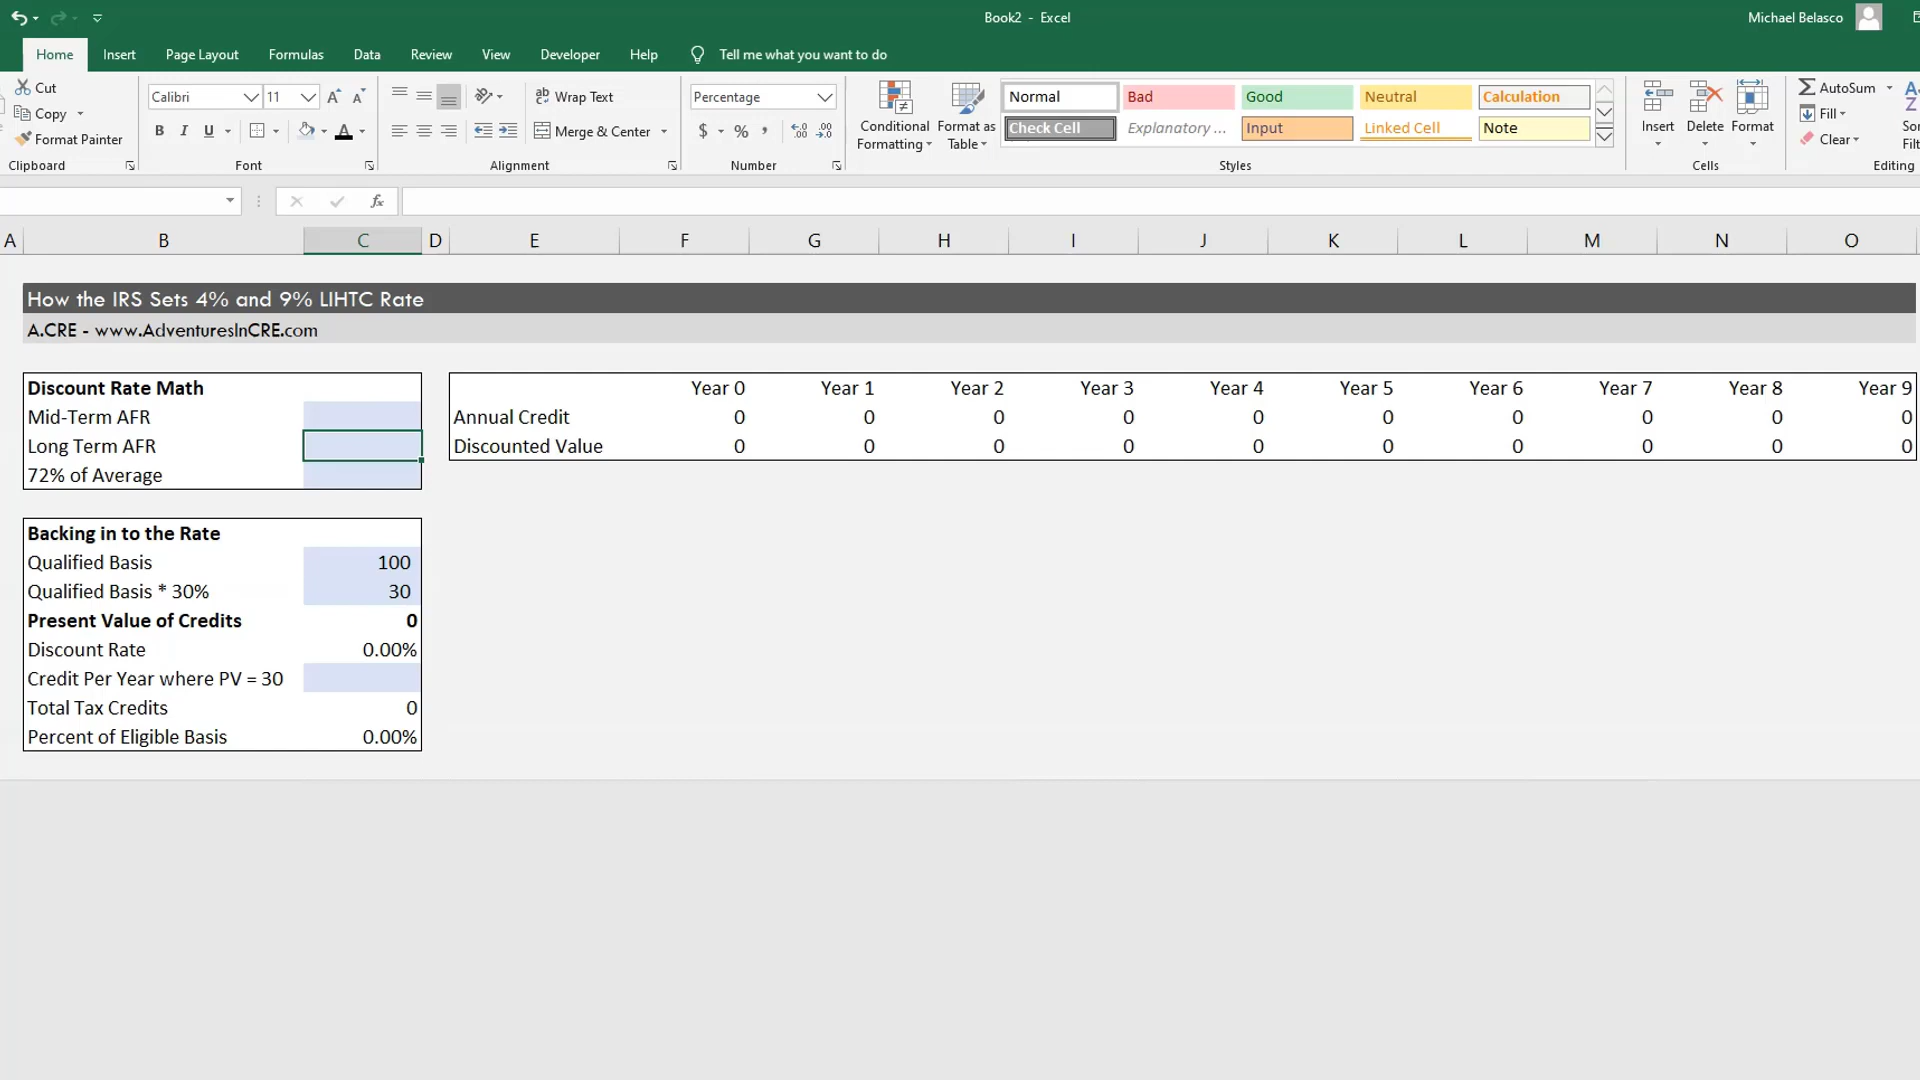 Book2 - Excel
Michael Belasco
Home Insert Page Layout Formulas Data Review View Developer Help Tell me what you want to do
Cut
Copy
Format Painter
Clipboard
Calibri 11
B I U
Font
Wrap Text
Merge & Center
Alignment
Percentage
$ % ,
Number
Conditional Formatting
Format as Table
Normal Bad Good Neutral Calculation
Check Cell Explanatory ... Input Linked Cell Note
Styles
Insert Delete Format
Cells
AutoSum
Fill
Clear
Editing
fx
A B C D E F G H I J K L M N O
How the IRS Sets 4% and 9% LIHTC Rate
A.CRE - www.AdventuresInCRE.com
Discount Rate Math
Mid-Term AFR
Long Term AFR
72% of Average
Year 0 Year 1 Year 2 Year 3 Year 4 Year 5 Year 6 Year 7 Year 8 Year 9
Annual Credit 0 0 0 0 0 0 0 0 0 0
Discounted Value 0 0 0 0 0 0 0 0 0 0
Backing in to the Rate
Qualified Basis 100
Qualified Basis * 30% 30
Present Value of Credits 0
Discount Rate 0.00%
Credit Per Year where PV = 30
Total Tax Credits 0
Percent of Eligible Basis 0.00%